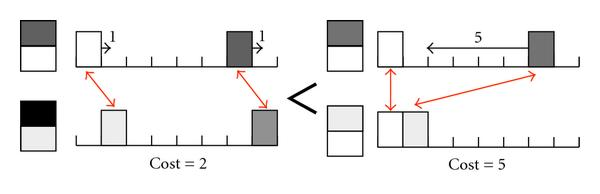 1
1
5
<
Cost = 2
Cost = 5